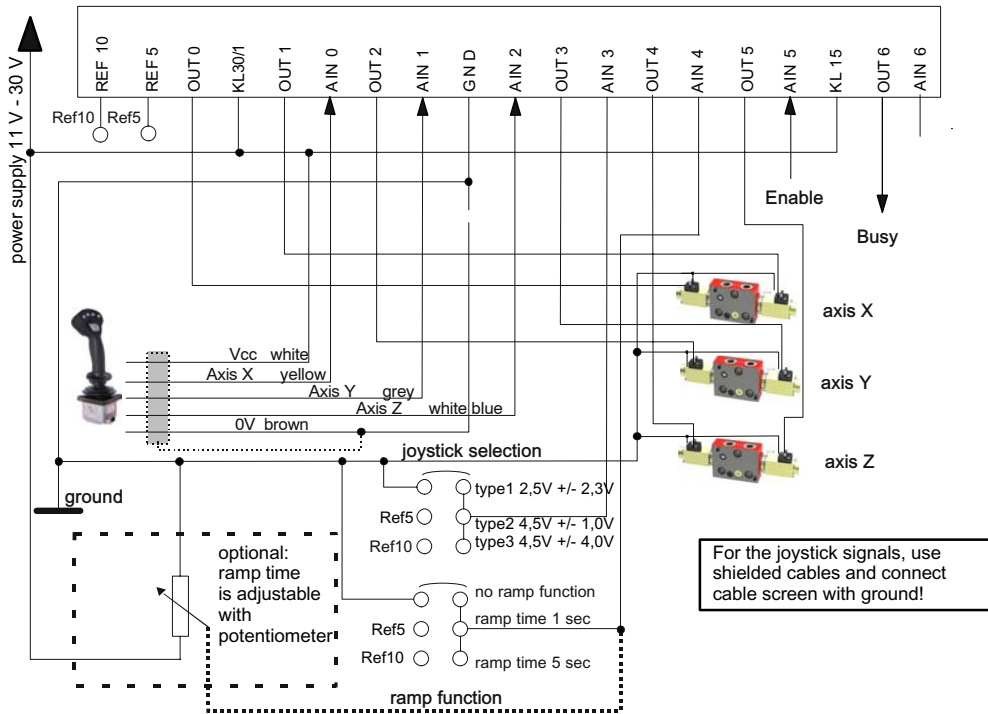 REF 10
REF 5
OUT 0
KL30/1
OUT 1
AIN 0
OUT 2
AIN 1
GND
AIN 2
OUT 3
AIN 3
OUT 4
AIN 4
OUT 5
AIN 5
KL 15
OUT 6
AIN 6
power supply 11 V - 30 V
Ref10 Ref5
Enable
Busy
axis X
axis Y
axis Z
Vcc white
Axis X yellow
Axis Y grey
Axis Z white blue
0V brown
joystick selection
ground
type1 2,5V +/- 2,3V
Ref5
type2 4,5V +/- 1,0V
Ref10
type3 4,5V +/- 4,0V
optional:
ramp time
is adjustable
with
potentiometer
no ramp function
Ref5
ramp time 1 sec
Ref10
ramp time 5 sec
ramp function
For the joystick signals, use
shielded cables and connect
cable screen with ground!